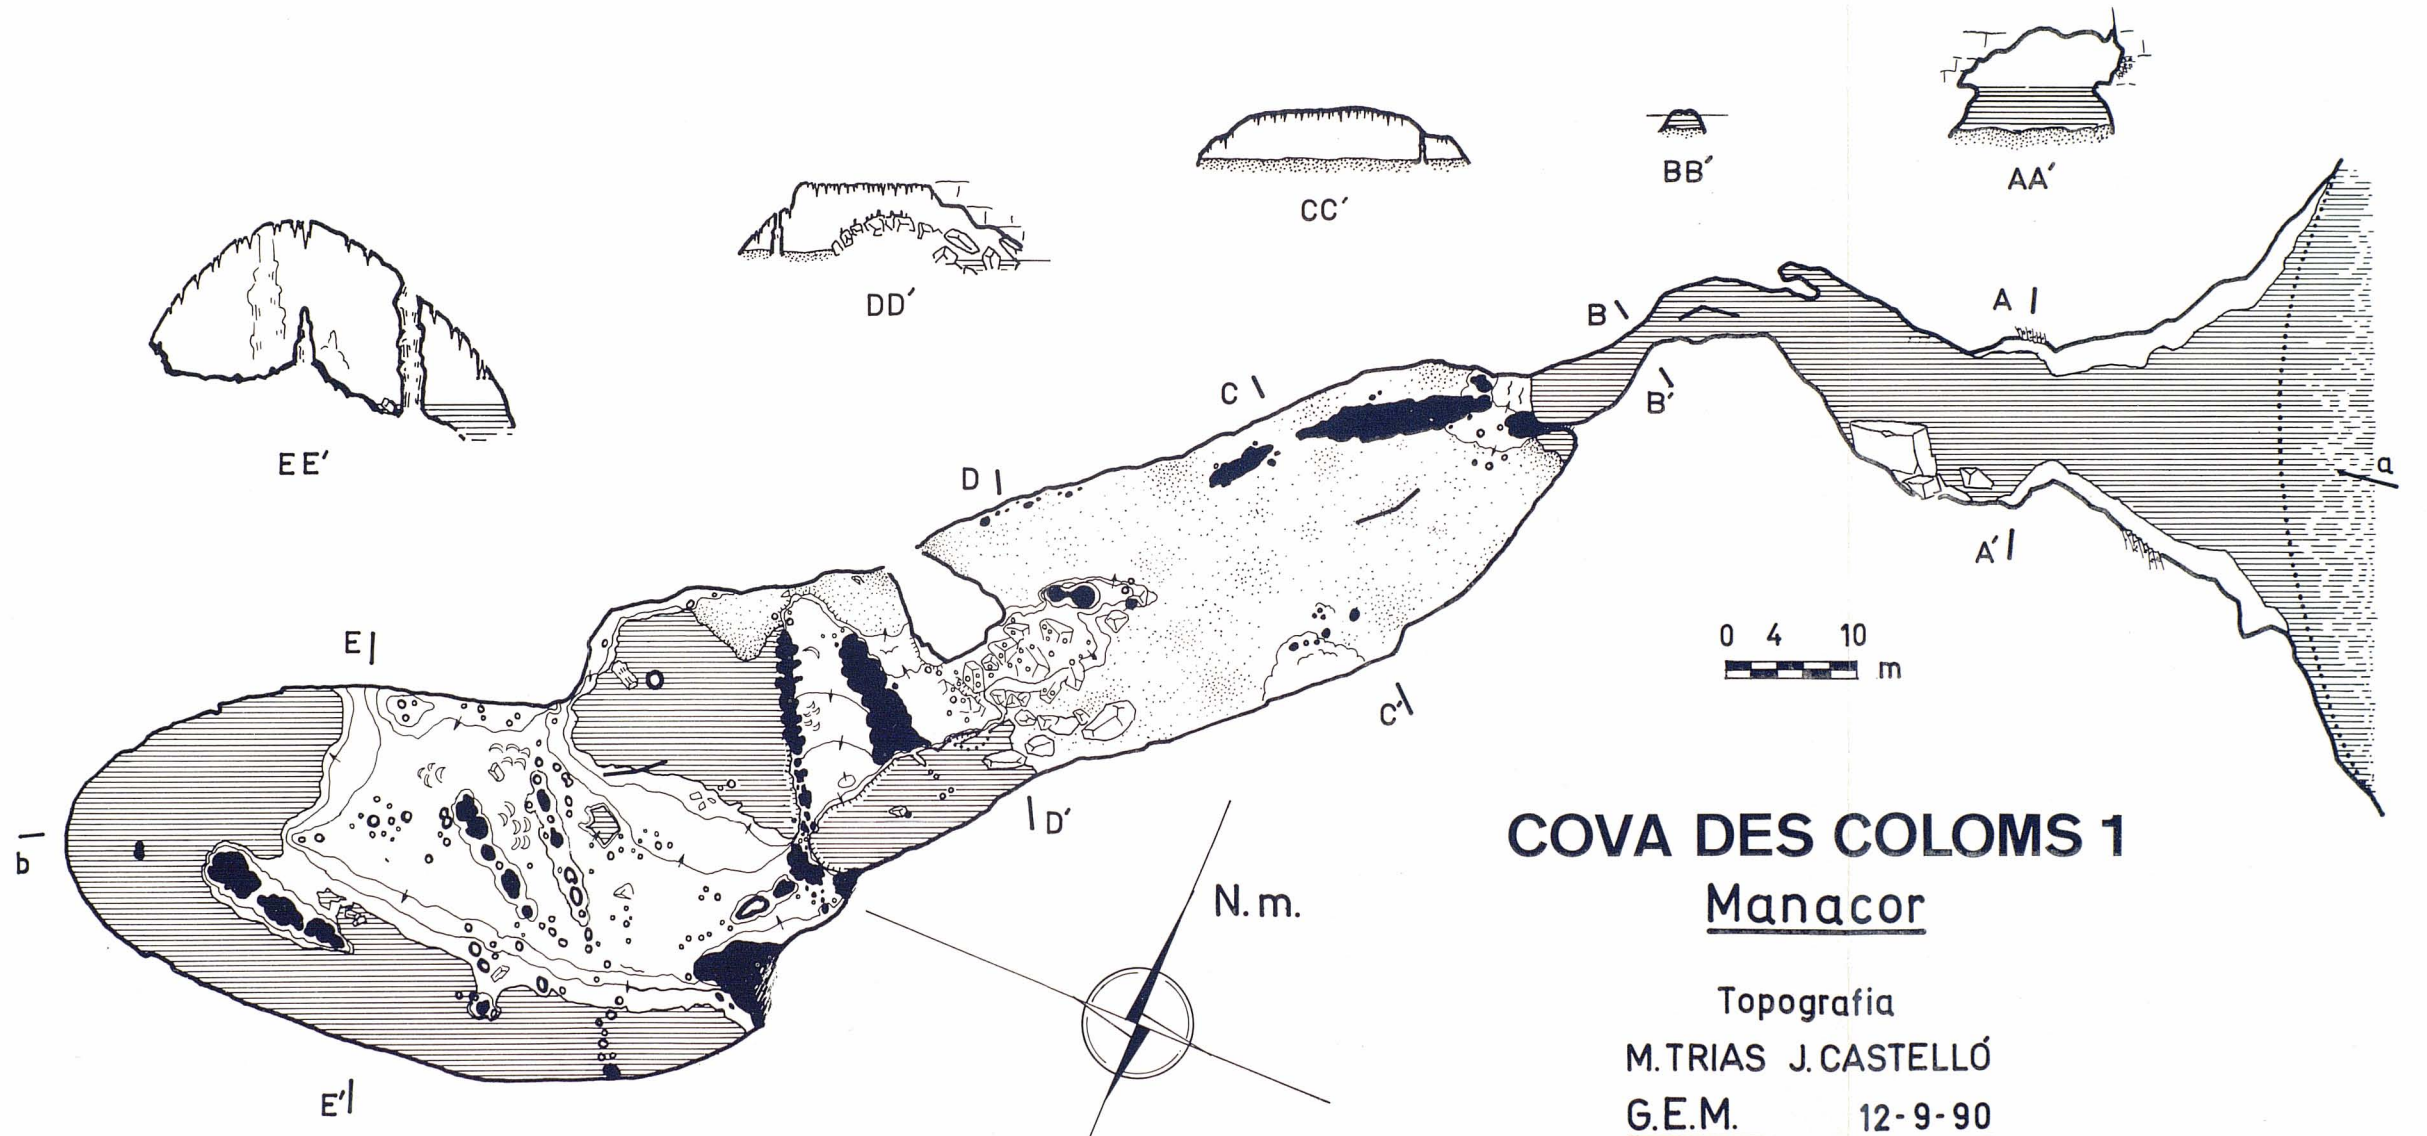 AA'
BB'
CC'
DD'
EE'
A
B
B'
C
D
a
A'
0 4 10
m
C'
E
D'
b
COVA DES COLOMS 1
Manacor
N.m.
Topografia
M.TRIAS J.CASTELLÓ
E'
G.E.M. 12-9-90